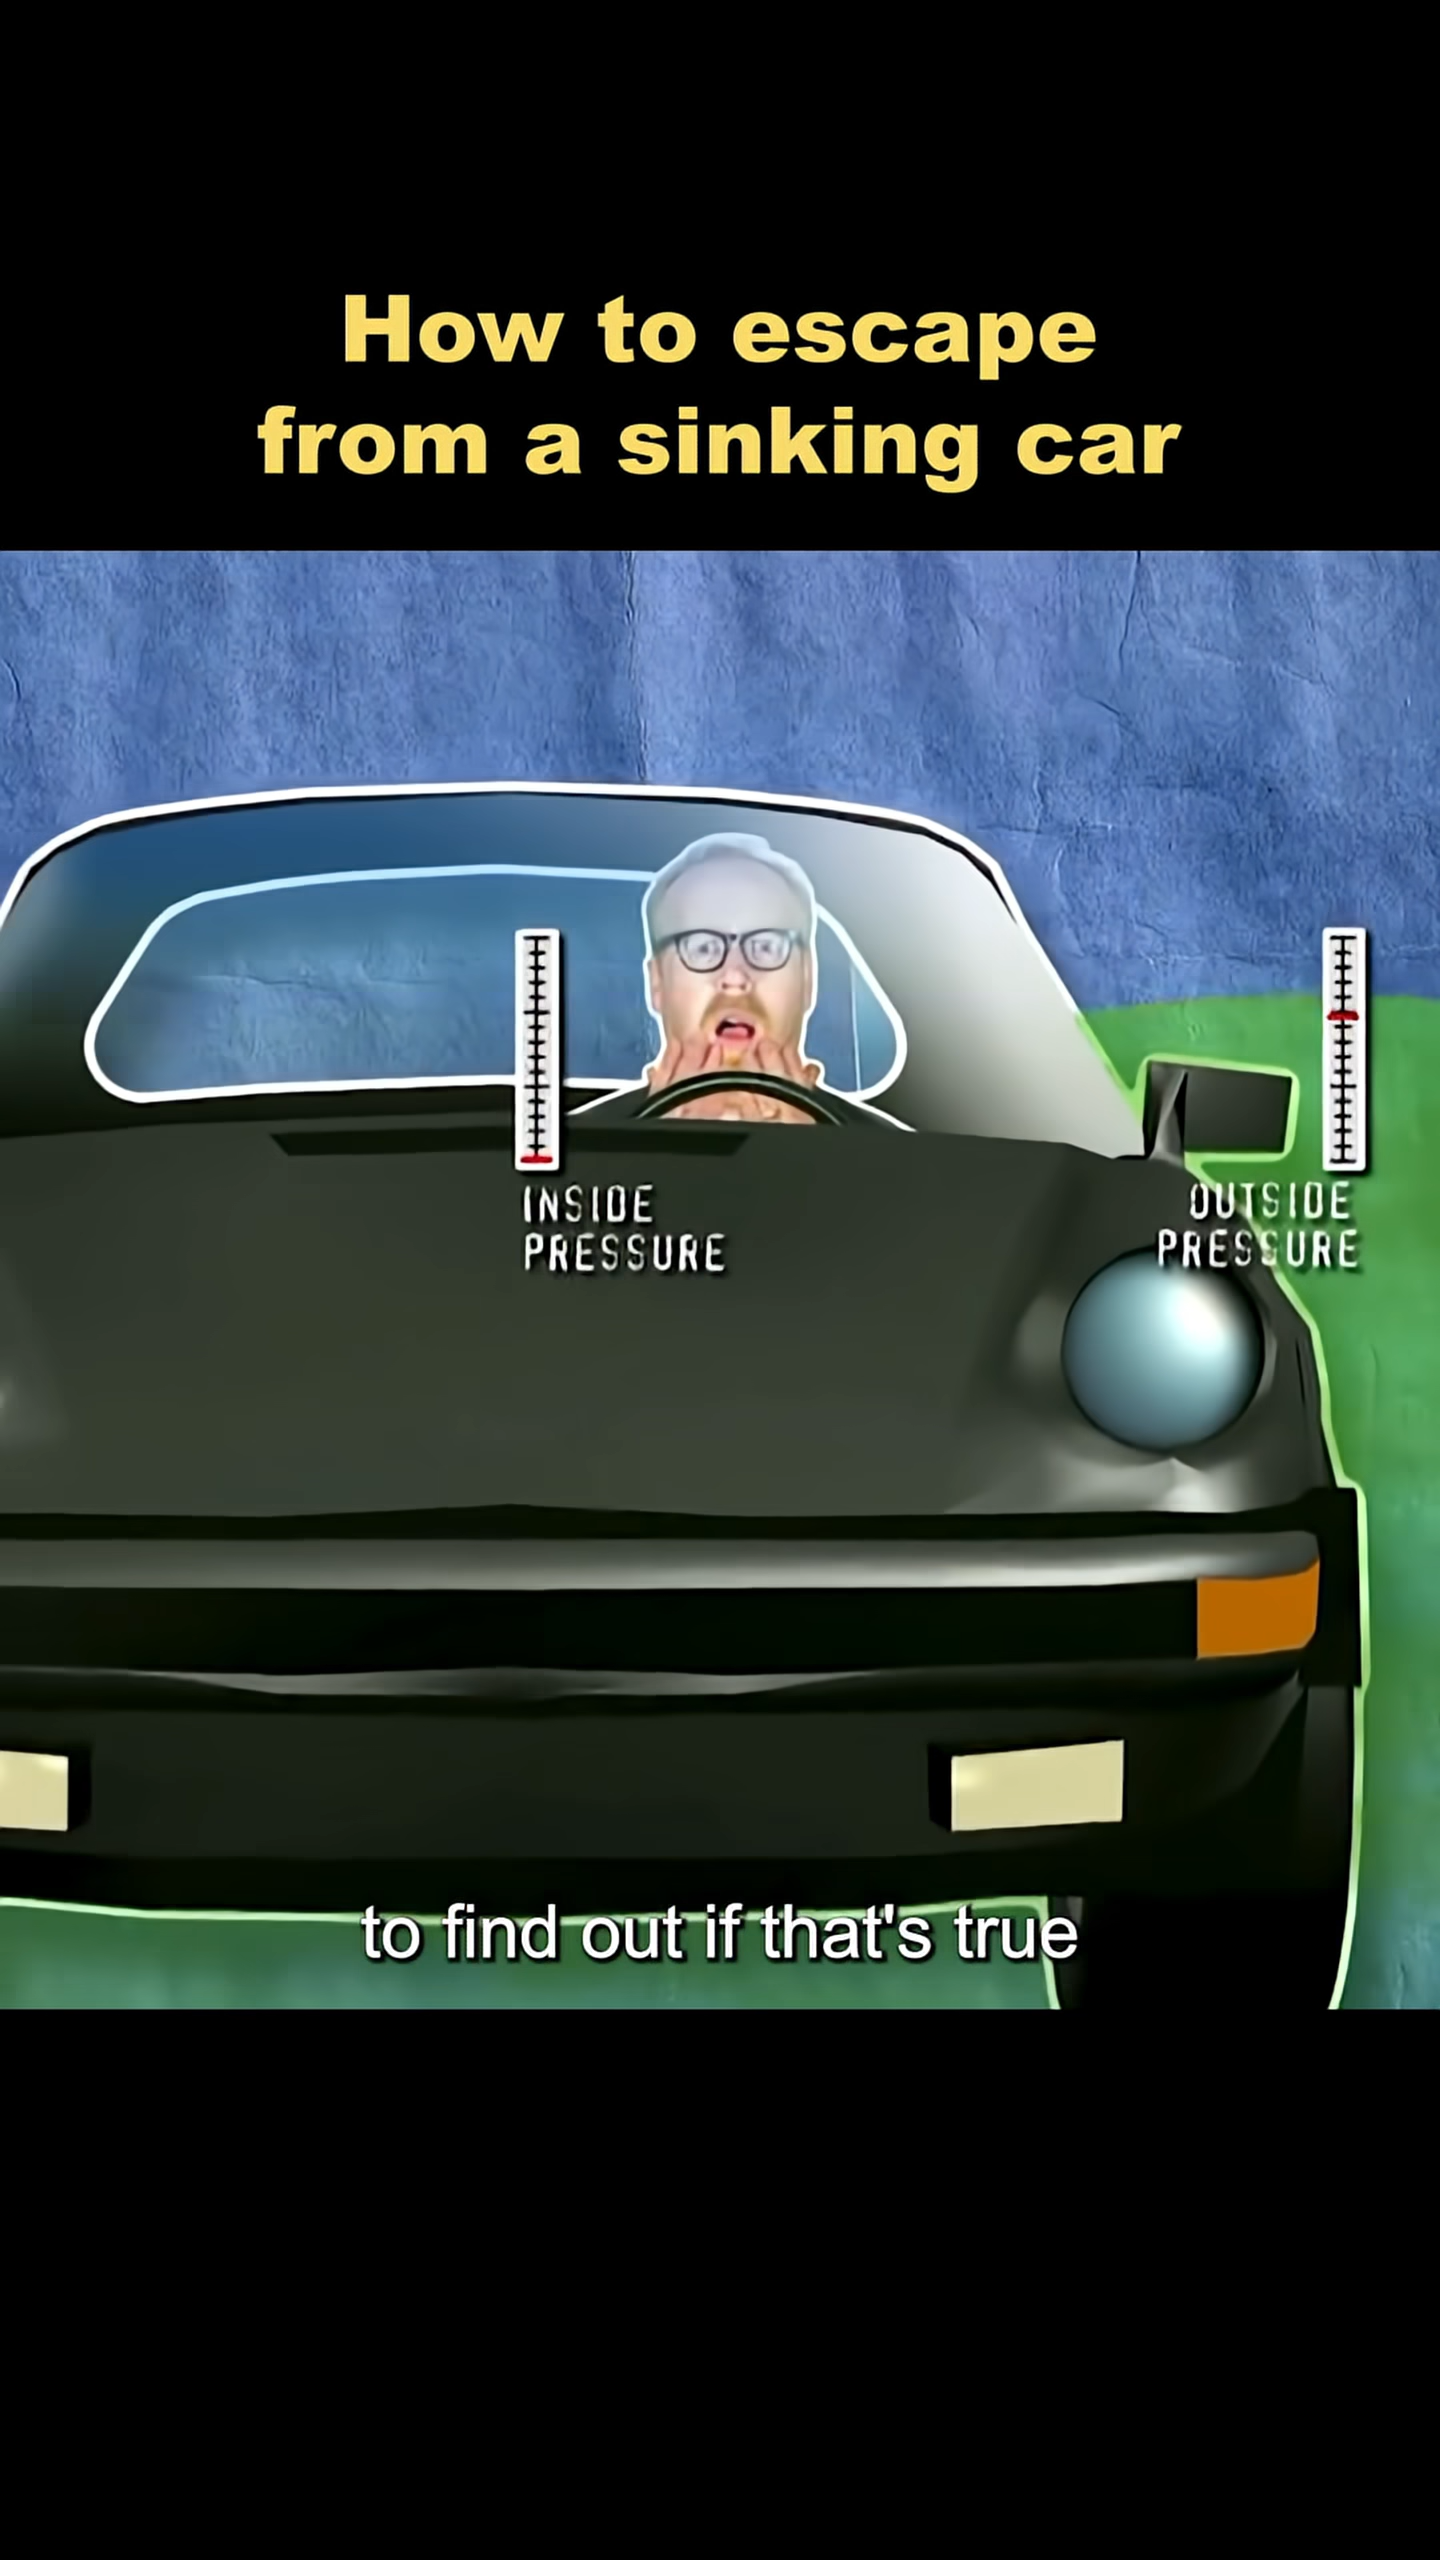 How to escape
from a sinking car
INSIDE
PRESSURE
OUTSIDE
PRESSURE
to find out if that's true